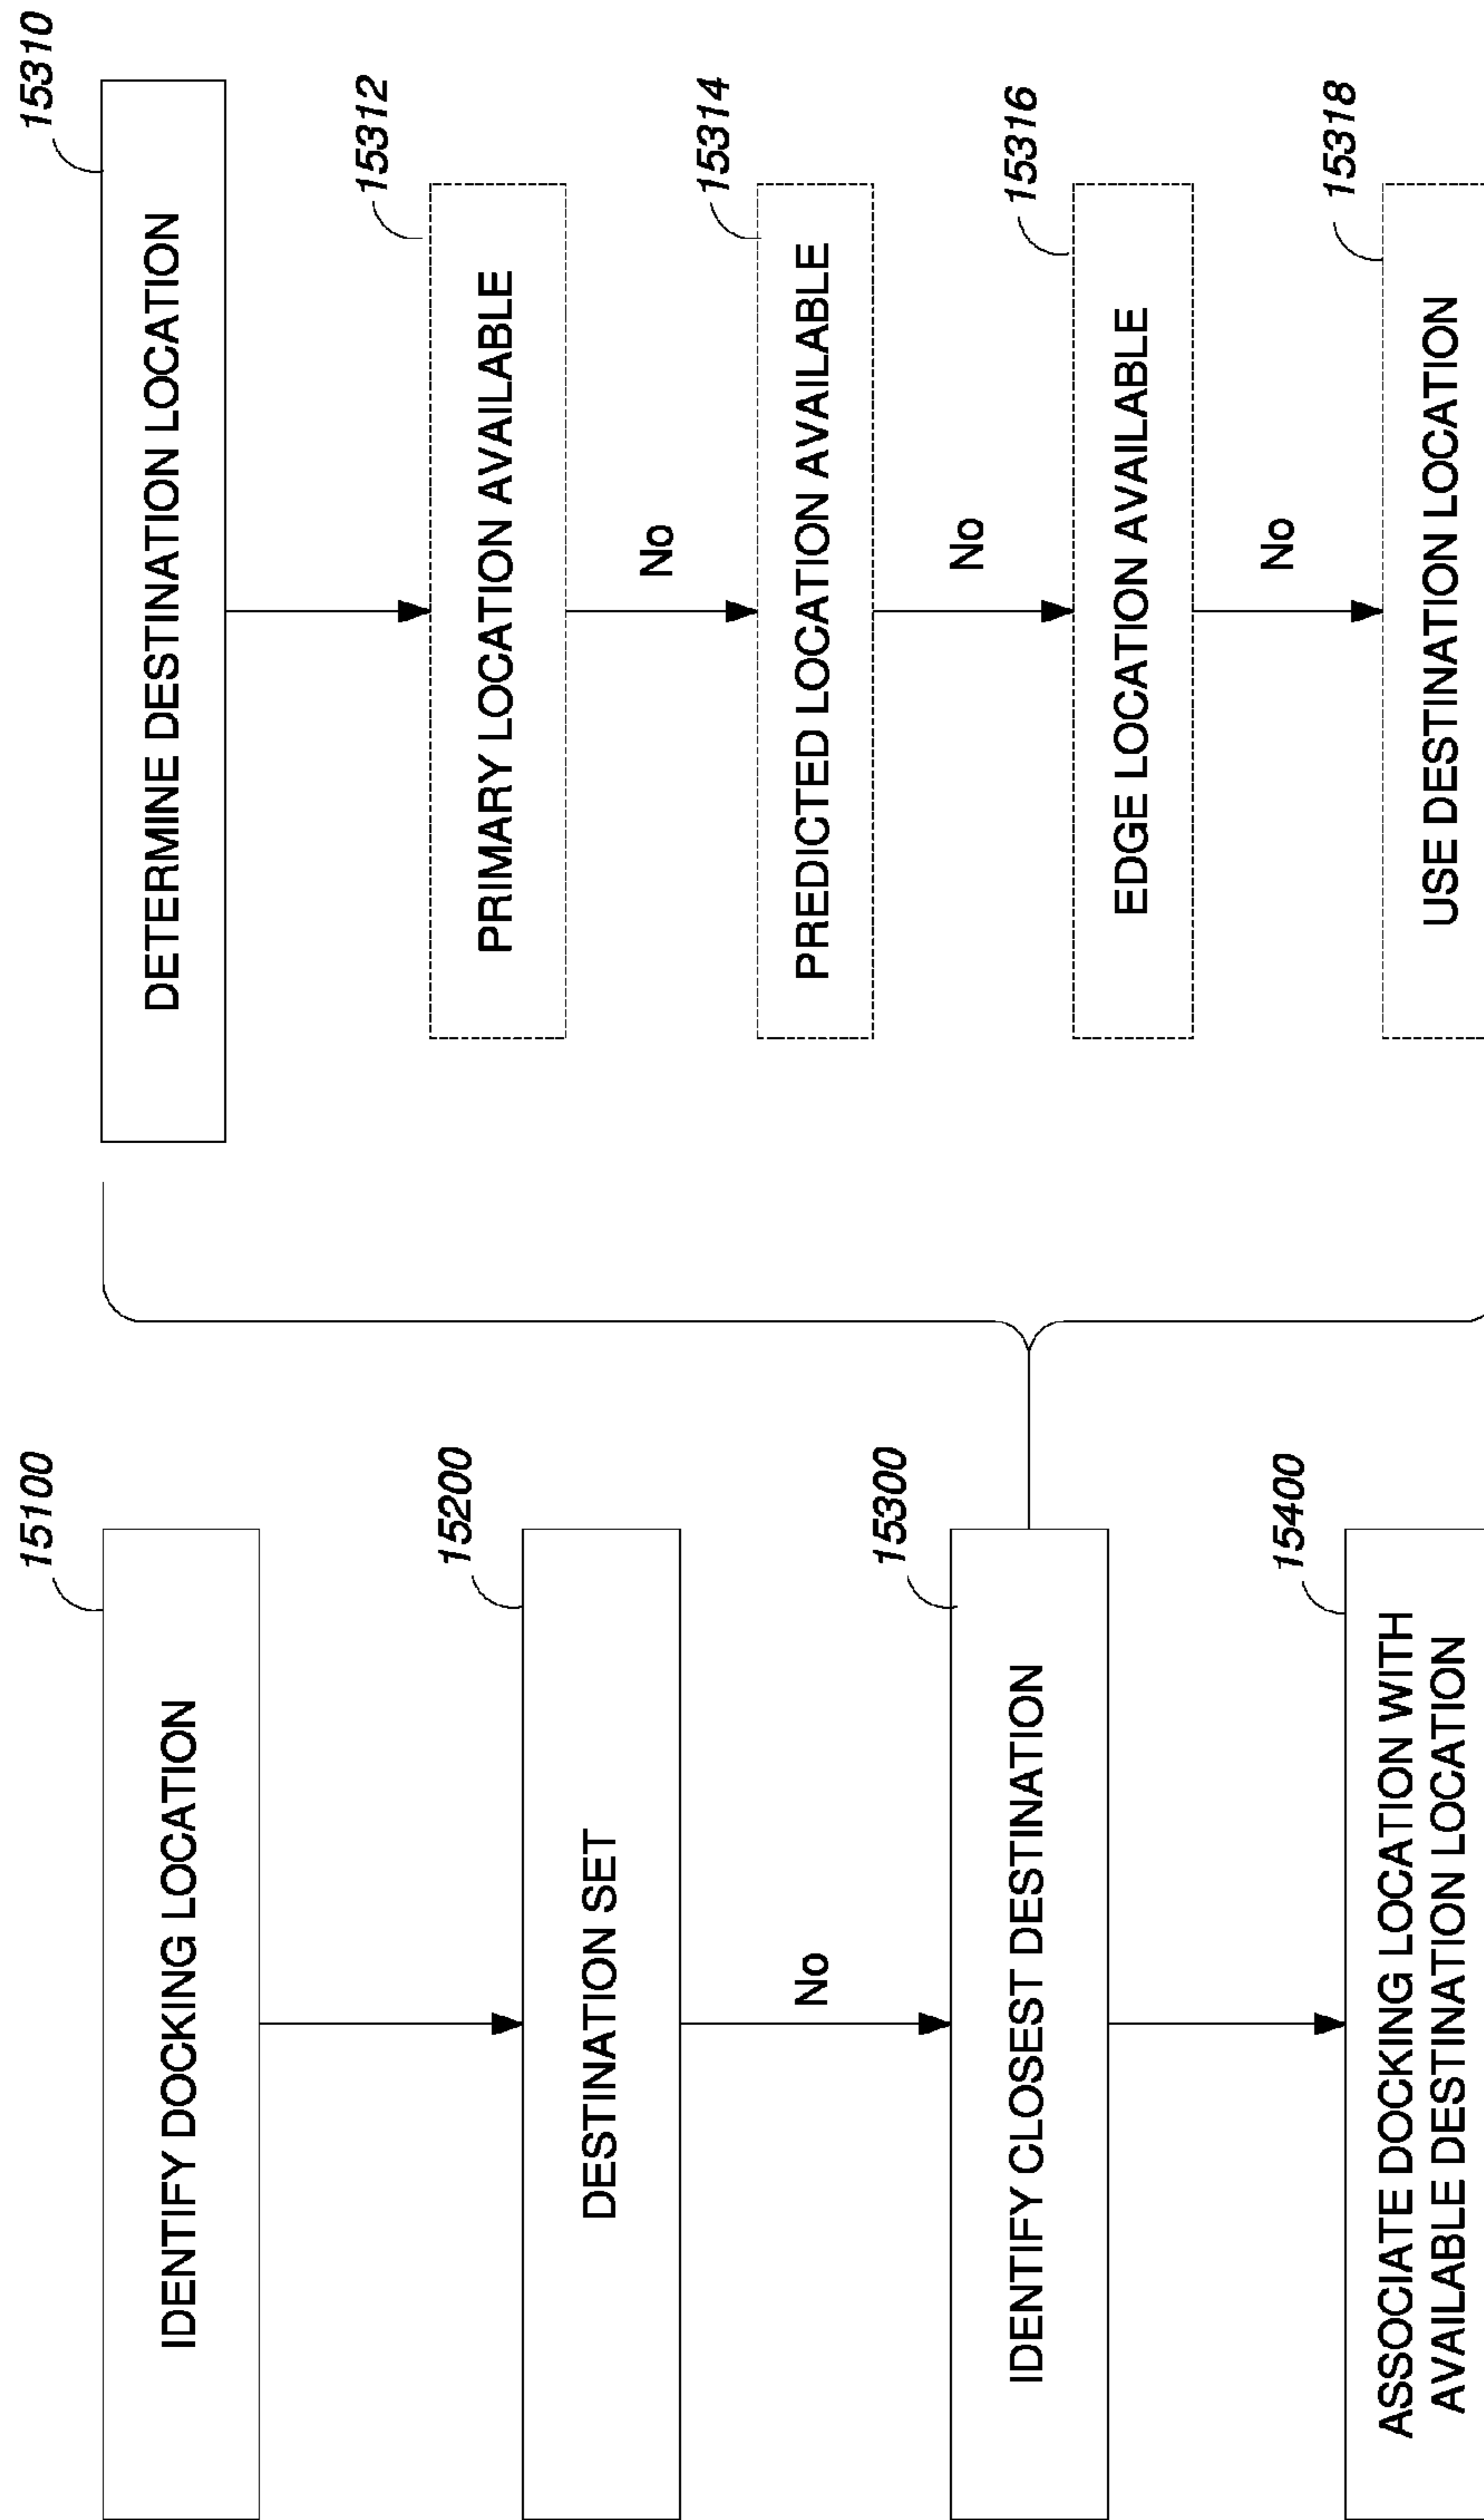 15100
IDENTIFY DOCKING LOCATION
15200
DESTINATION SET
No
15300
IDENTIFY CLOSEST DESTINATION
15400
ASSOCIATE DOCKING LOCATION WITH
AVAILABLE DESTINATION LOCATION
15310
DETERMINE DESTINATION LOCATION
15312
PRIMARY LOCATION AVAILABLE
No
15314
PREDICTED LOCATION AVAILABLE
No
15316
EDGE LOCATION AVAILABLE
No
15318
USE DESTINATION LOCATION